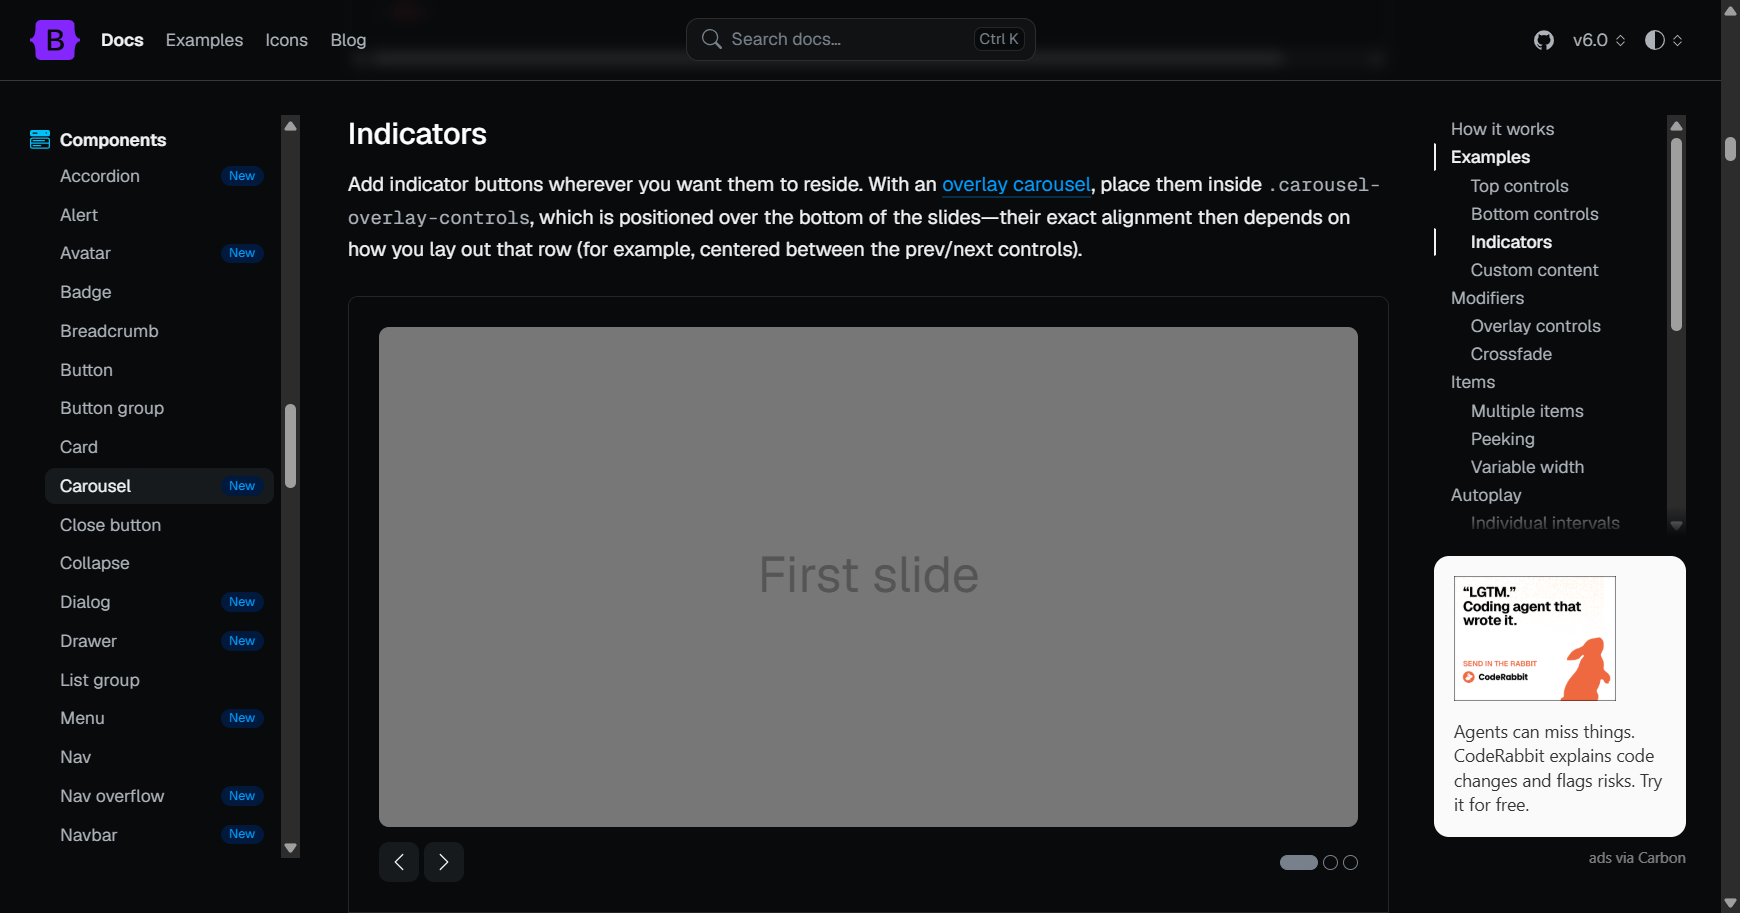 B Docs Examples Icons Blog
Search docs... Ctrl K
v6.0
Components
Accordion New
Alert
Avatar New
Badge
Breadcrumb
Button
Button group
Card
Carousel New
Close button
Collapse
Dialog New
Drawer New
List group
Menu New
Nav
Nav overflow New
Navbar New
Indicators
Add indicator buttons wherever you want them to reside. With an overlay carousel, place them inside .carousel-
overlay-controls, which is positioned over the bottom of the slides—their exact alignment then depends on
how you lay out that row (for example, centered between the prev/next controls).
First slide
How it works
Examples
Top controls
Bottom controls
Indicators
Custom content
Modifiers
Overlay controls
Crossfade
Items
Multiple items
Peeking
Variable width
Autoplay
Individual intervals
“LGTM.”
Coding agent that
wrote it.
SEND IN THE RABBIT
CodeRabbit
Agents can miss things.
CodeRabbit explains code
changes and flags risks. Try
it for free.
ads via Carbon